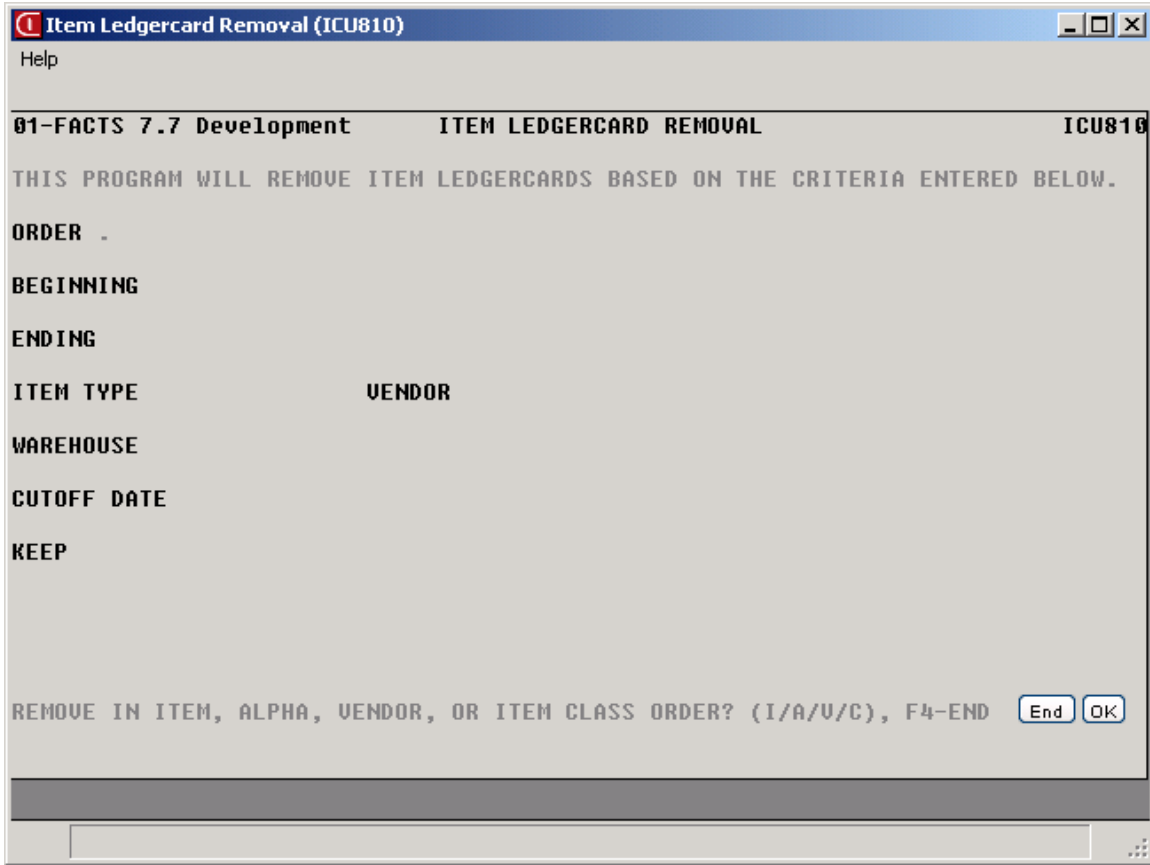 Item Ledgercard Removal (ICU810)
Help
01-FACTS 7.7 Development ITEM LEDGERCARD REMOVAL ICU810
THIS PROGRAM WILL REMOVE ITEM LEDGERCARDS BASED ON THE CRITERIA ENTERED BELOW.
ORDER .
BEGINNING
ENDING
ITEM TYPE VENDOR
WAREHOUSE
CUTOFF DATE
KEEP
REMOVE IN ITEM, ALPHA, VENDOR, OR ITEM CLASS ORDER? (I/A/V/C), F4-END End OK